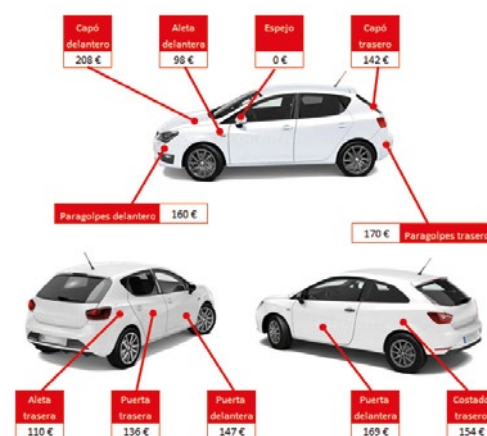 Capó
delantero
208 €
Aleta
delantera
98 €
Espejo
0 €
Capó
trasero
142 €
Paragolpes delantero 160 €
170 € Paragolpes trasero
Aleta
trasera
110 €
Puerta
trasera
136 €
Puerta
delantera
147 €
Puerta
delantera
169 €
Costado
trasero
154 €